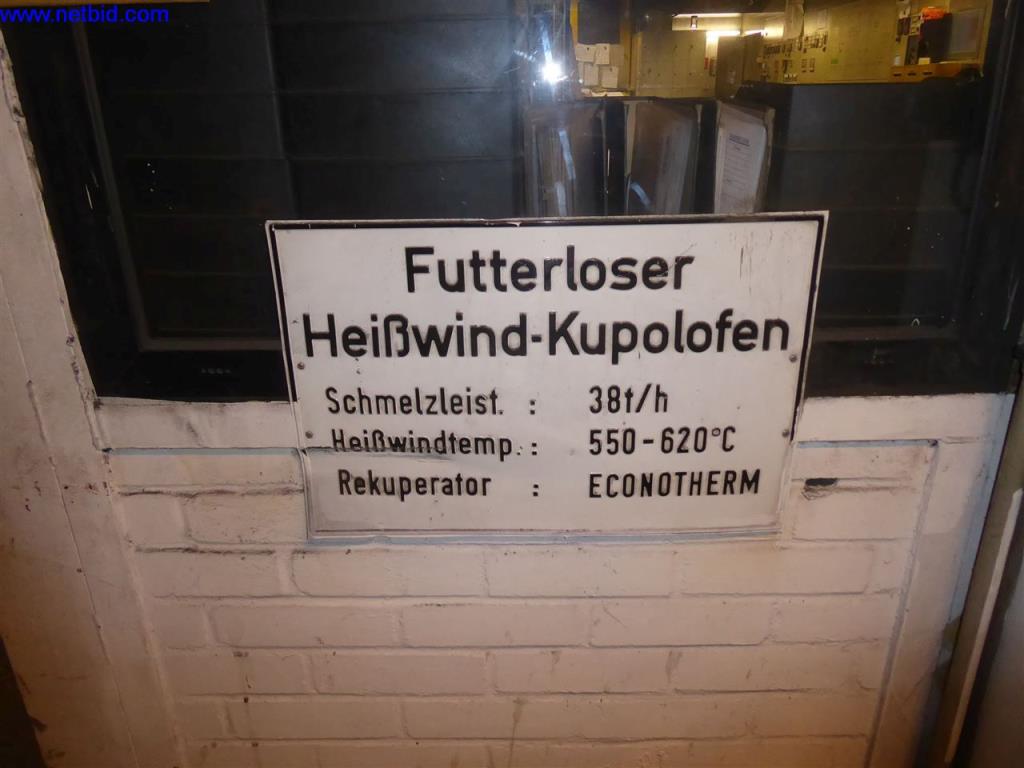 www.netbid.com
Futterloser
Heißwind-Kupolofen
Schmelzleist. : 38t/h
Heißwindtemp. : 550-620°C
Rekuperator : ECONOTHERM